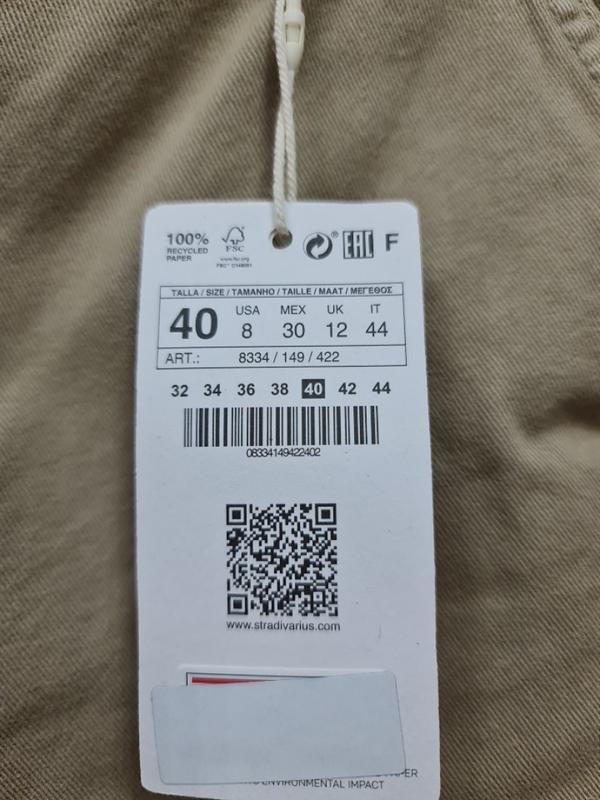 100%
RECYCLED
PAPER
FSC
www.fsc.org
®
EAC
F
TALLA / SIZE / TAMANHO / TAILLE / MAAT / ΜΕΓΕΘΟΣ
40
USA MEX UK IT
8 30 12 44
ART.: 8334 / 149 / 422
32 34 36 38 40 42 44
08334149422402
www.stradivarius.com
ENVIRONMENTAL IMPACT